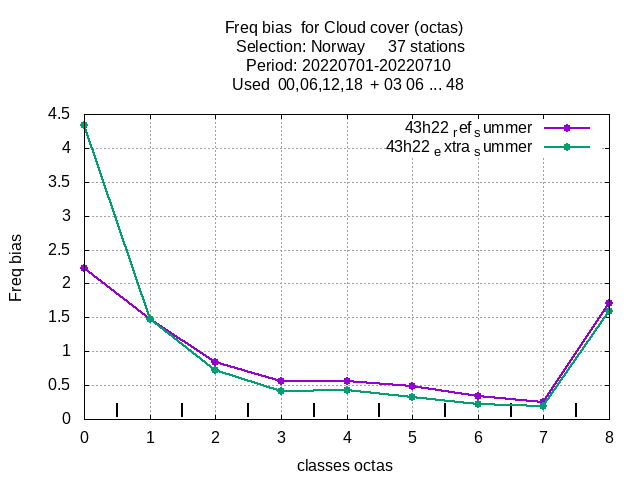 Freq bias  for Cloud cover (octas)
Selection: Norway     37 stations
Period: 20220701-20220710
Used  00,06,12,18  + 03 06 ... 48
43h22 ref summer
43h22 extra summer
4.5
4
3.5
3
2.5
2
1.5
1
0.5
0
Freq bias
0 1 2 3 4 5 6 7 8
classes octas